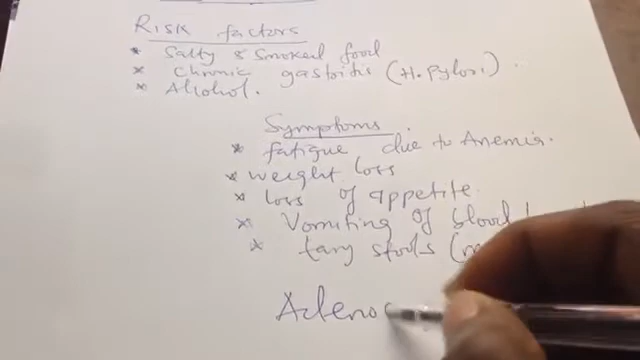 Risk factors
* Salty & Smoked food
* Chronic gastritis (H. Pylori)
* Alcohol.
Symptoms.
* fatigue due to Anemia.
* weight loss
* loss of appetite.
* Vomiting of blood
* tary stools (m
Adeno